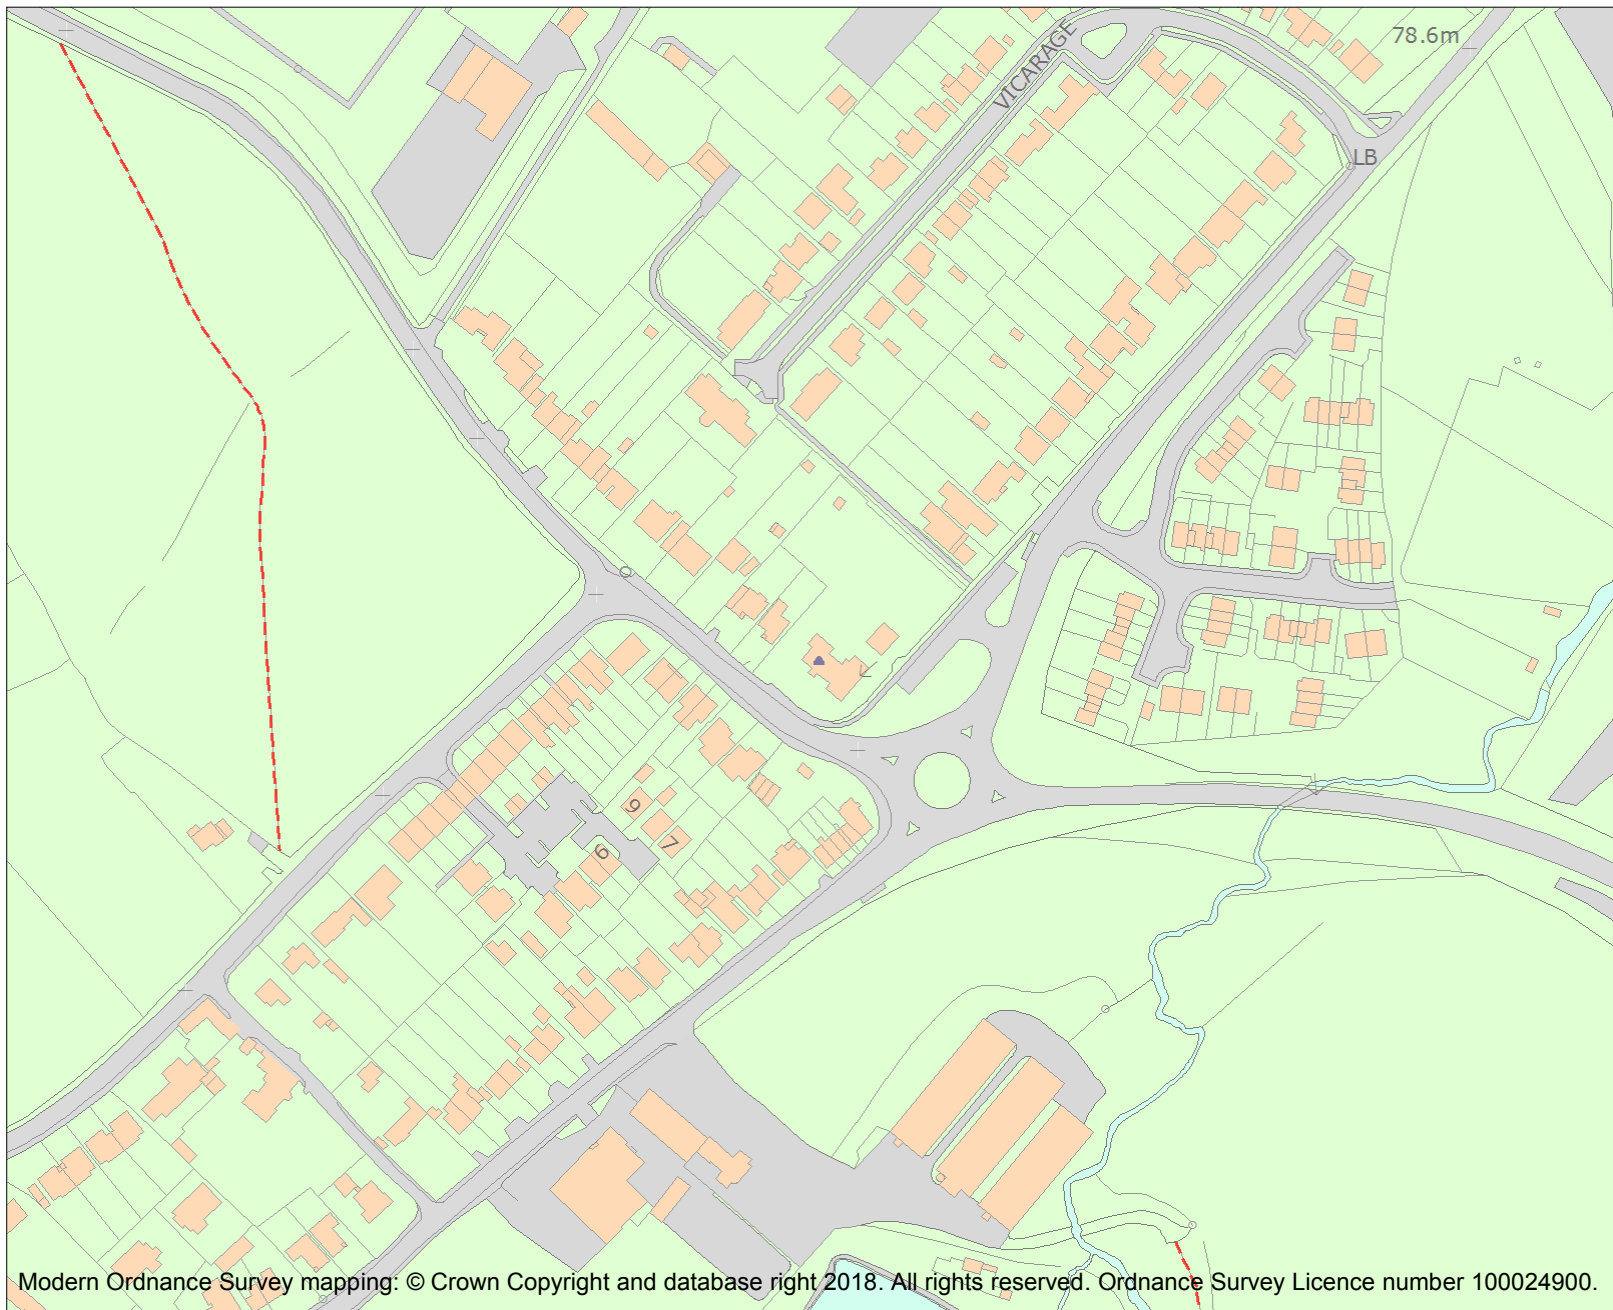 78.6m
VICARAGE
LB
9
7
6
Modern Ordnance Survey mapping: © Crown Copyright and database right 2018. All rights reserved. Ordnance Survey Licence number 100024900.